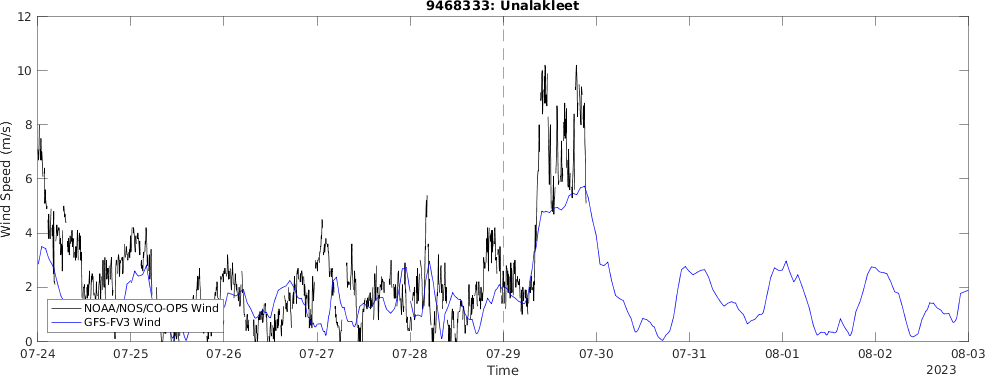 9468333: Unalakleet
12
10
8
6
4
2
0
Wind Speed (m/s)
NOAA/NOS/CO-OPS Wind
GFS-FV3 Wind
07-24 07-25 07-26 07-27 07-28 07-29 07-30 07-31 08-01 08-02 08-03
Time
2023